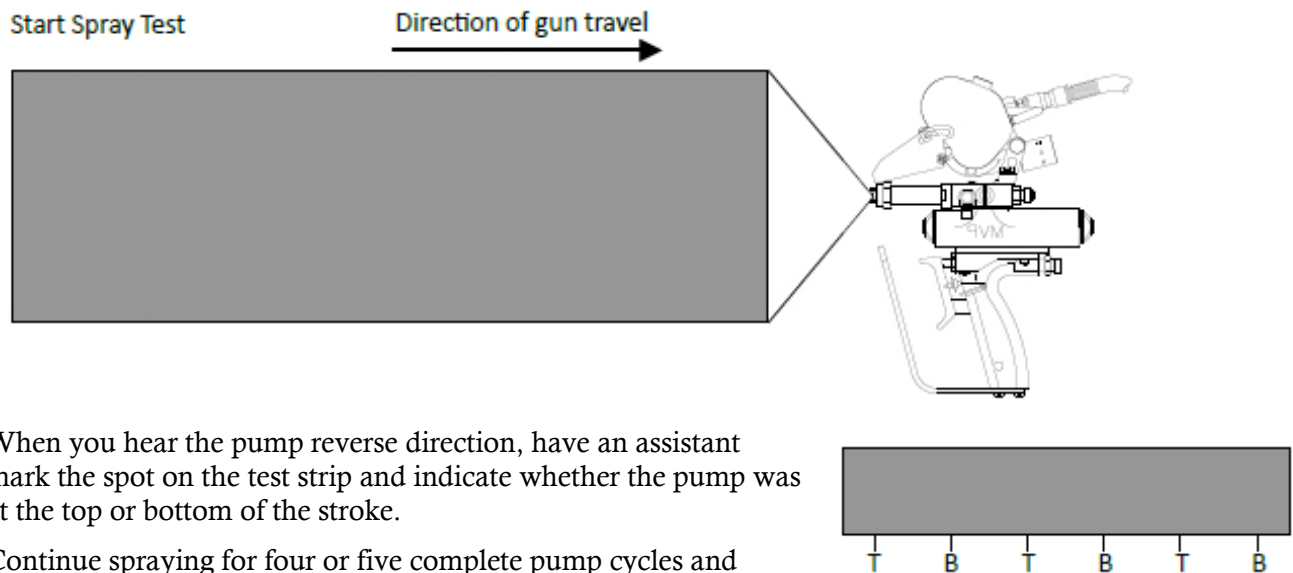 Start Spray Test
Direction of gun travel
MVP
When you hear the pump reverse direction, have an assistant
mark the spot on the test strip and indicate whether the pump was
at the top or bottom of the stroke.
Continue spraying for four or five complete pump cycles and
T B T B T B